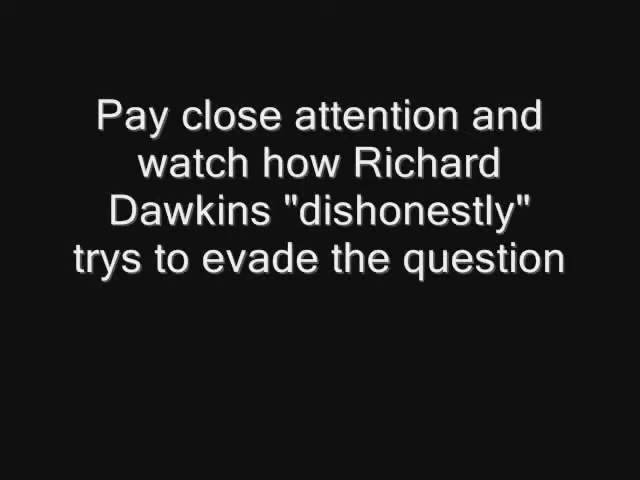 Pay close attention and
watch how Richard
Dawkins "dishonestly"
trys to evade the question